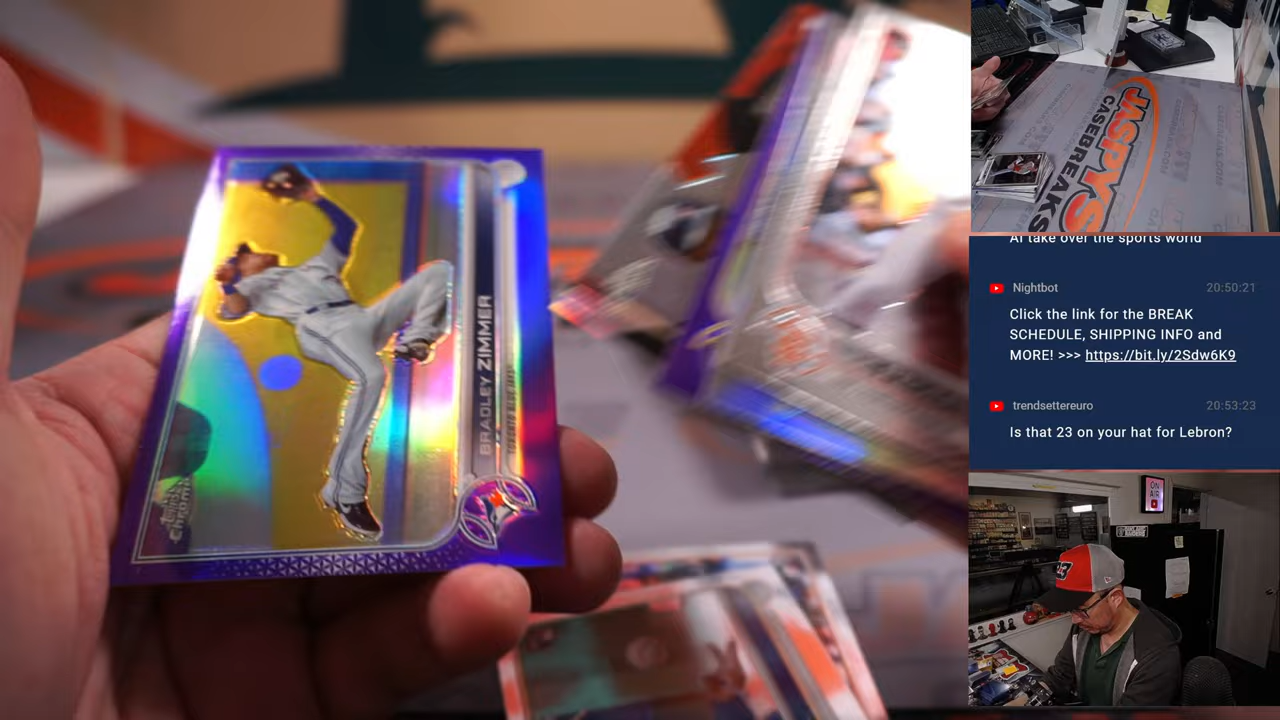 BRADLEY ZIMMER
JASPYS
CASEBREAKS
AI take over the sports world
Nightbot
20:50:21
Click the link for the BREAK
SCHEDULE, SHIPPING INFO and
MORE! >>> https://bit.ly/2Sdw6K9
trendsettereuro
20:53:23
Is that 23 on your hat for Lebron?
ON
AIR
23